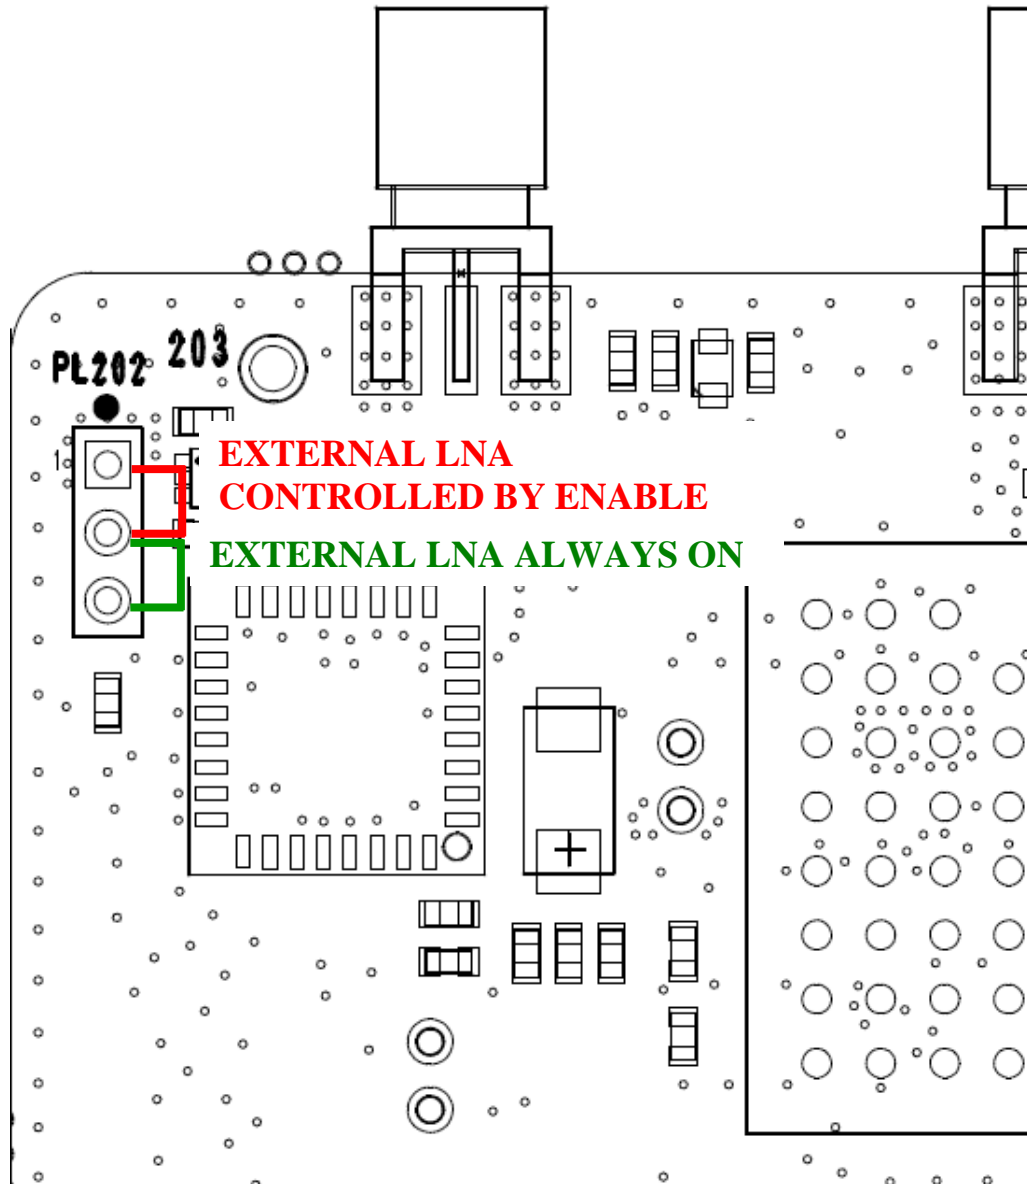 203
PL202
1
EXTERNAL LNA
CONTROLLED BY ENABLE
EXTERNAL LNA ALWAYS ON